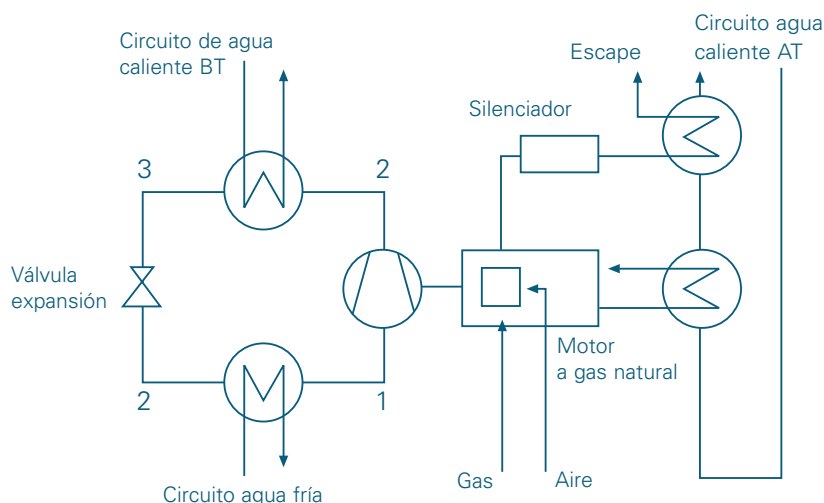 Circuito de agua
caliente BT
Escape
Circuito agua
caliente AT
Silenciador
3
2
Válvula
expansión
Motor
a gas natural
2
1
Circuito agua fría
Gas
Aire